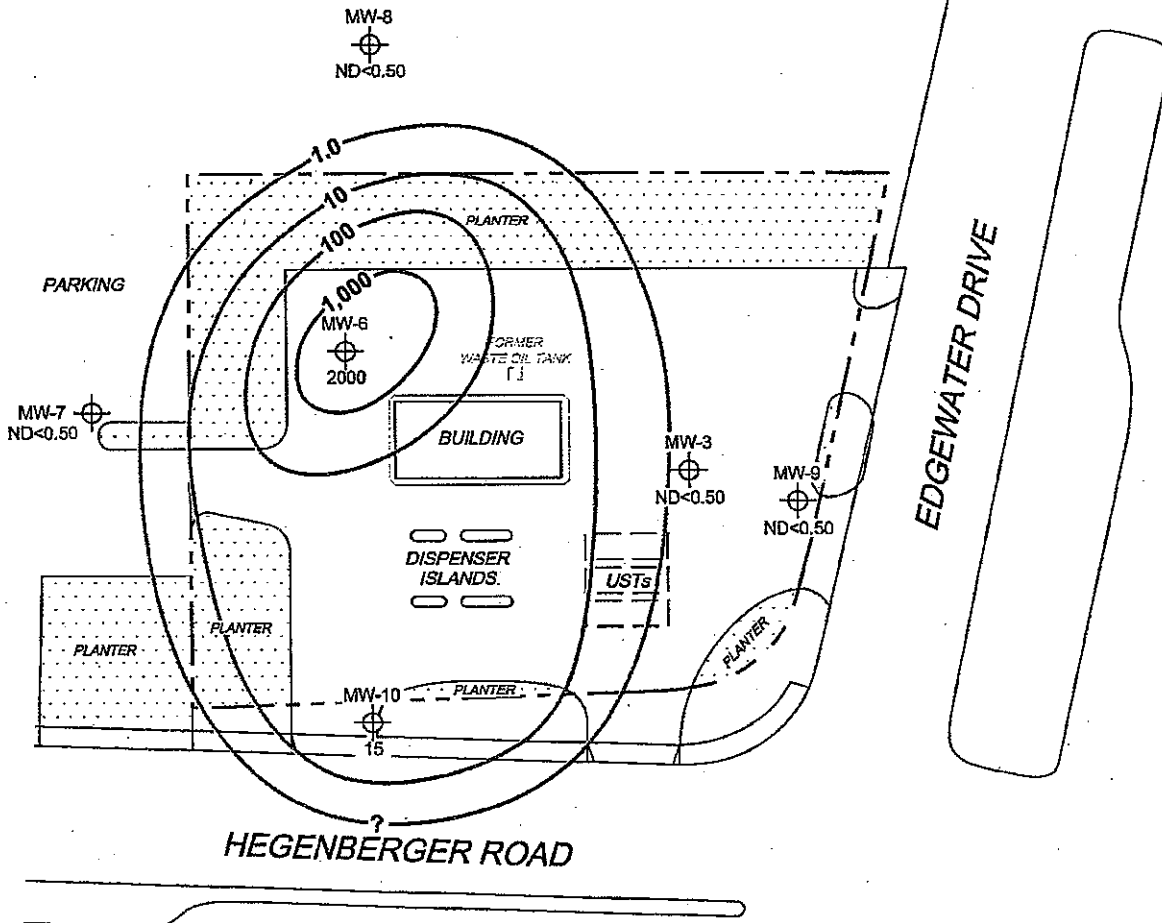 MW-8
ND<0.50
1.0
10
PLANTER
100
PARKING
1,000
MW-6
2000
FORMER
WASTE OIL TANK
EDGEWATER DRIVE
MW-7
ND<0.50
BUILDING
MW-3
ND<0.50
MW-9
ND<0.50
DISPENSER
ISLANDS
USTs
PLANTER
PLANTER
PLANTER
MW-10
15
PLANTER
?
HEGENBERGER ROAD